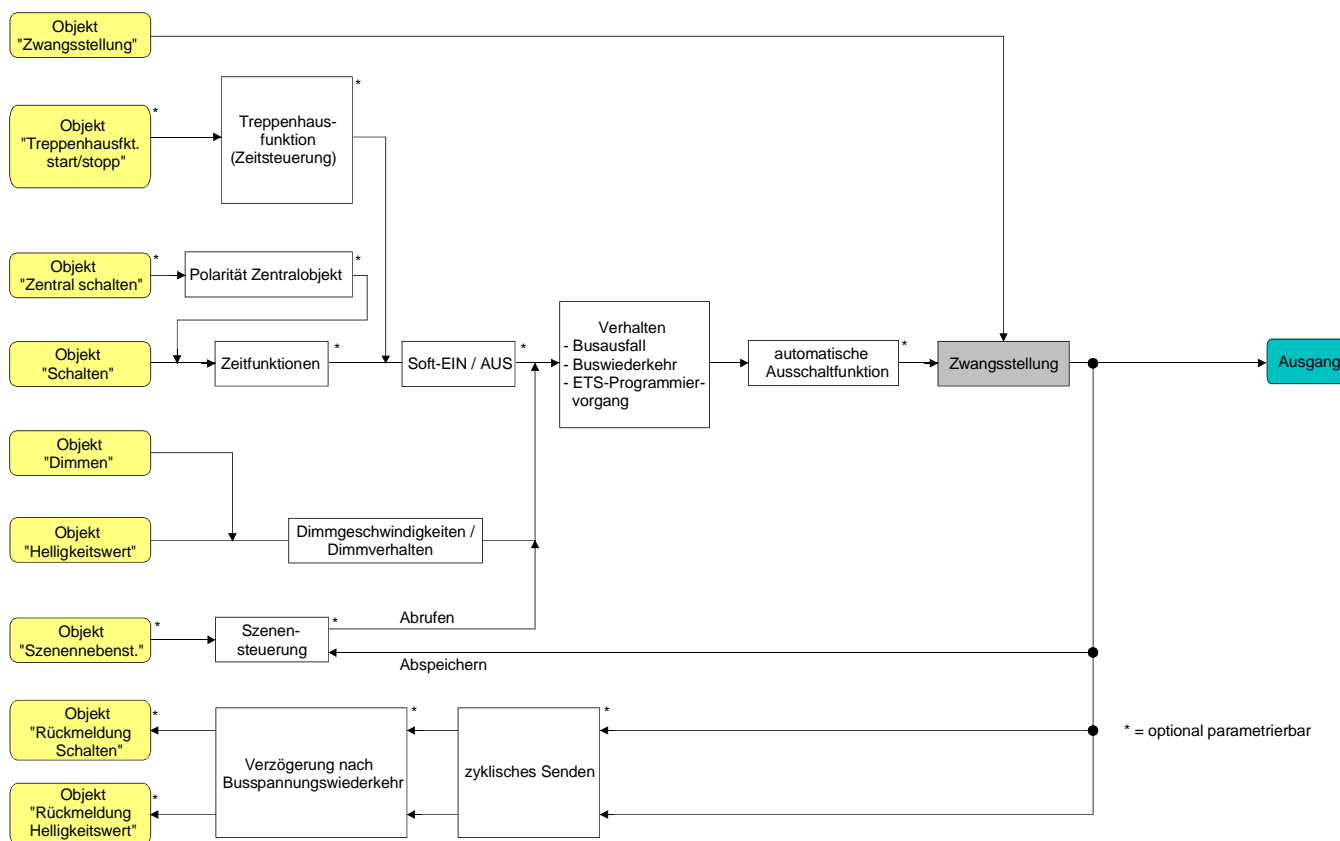 Objekt
"Zwangsstellung"
*
*
Objekt
"Treppenhausfkt.
start/stopp"
Treppenhaus-
funktion
(Zeitsteuerung)
*
*
Objekt
"Zentral schalten"
Polarität Zentralobjekt
Objekt
"Schalten"
*
Zeitfunktionen
*
Soft-EIN / AUS
Verhalten
- Busausfall
- Buswiederkehr
- ETS-Programmier-
vorgang
*
automatische
Ausschaltfunktion
Zwangsstellung
Ausgang
Objekt
"Dimmen"
Objekt
"Helligkeitswert"
Dimmgeschwindigkeiten /
Dimmverhalten
*
*
Objekt
"Szenennebenst."
Szenen-
steuerung
Abrufen
Abspeichern
*
*
*
Objekt
"Rückmeldung
Schalten"
* = optional parametrierbar
Verzögerung nach
Busspannungswiederkehr
zyklisches Senden
*
Objekt
"Rückmeldung
Helligkeitswert"